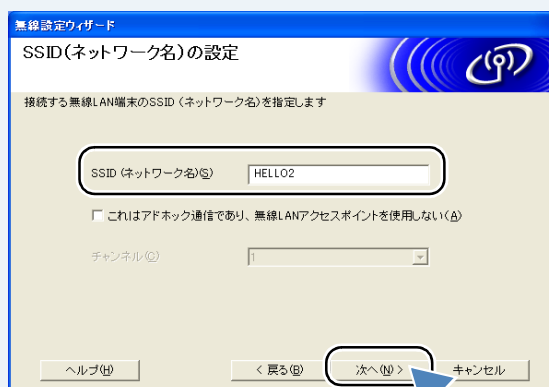 無線設定ウィザード
SSID(ネットワーク名)の設定
接続する無線LAN端末のSSID (ネットワーク名)を指定します
SSID (ネットワーク名)(S) HELLO2
これはアドホック通信であり、無線LANアクセスポイントを使用しない(A)
チャンネル(C) 1
ヘルプ(H) < 戻る(B) 次へ(N) > キャンセル